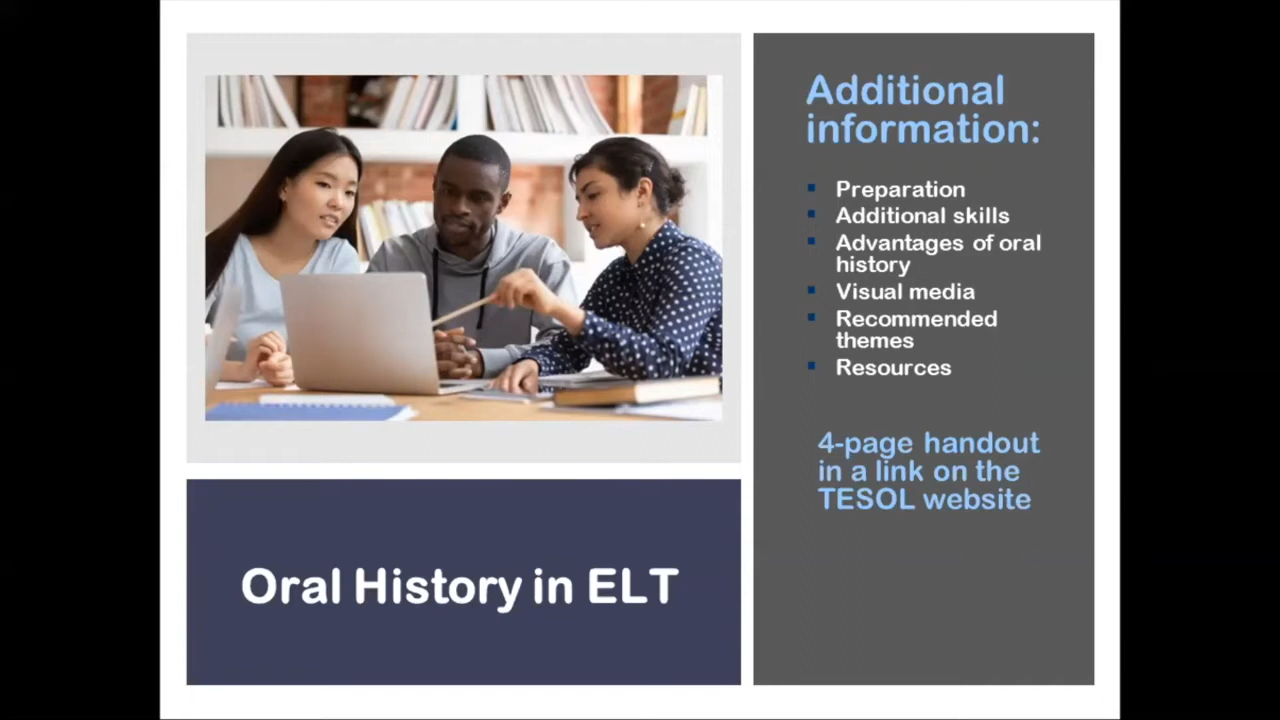 Additional
information:
Preparation
Additional skills
Advantages of oral
history
Visual media
Recommended
themes
Resources
4-page handout
in a link on the
TESOL website
Oral History in ELT